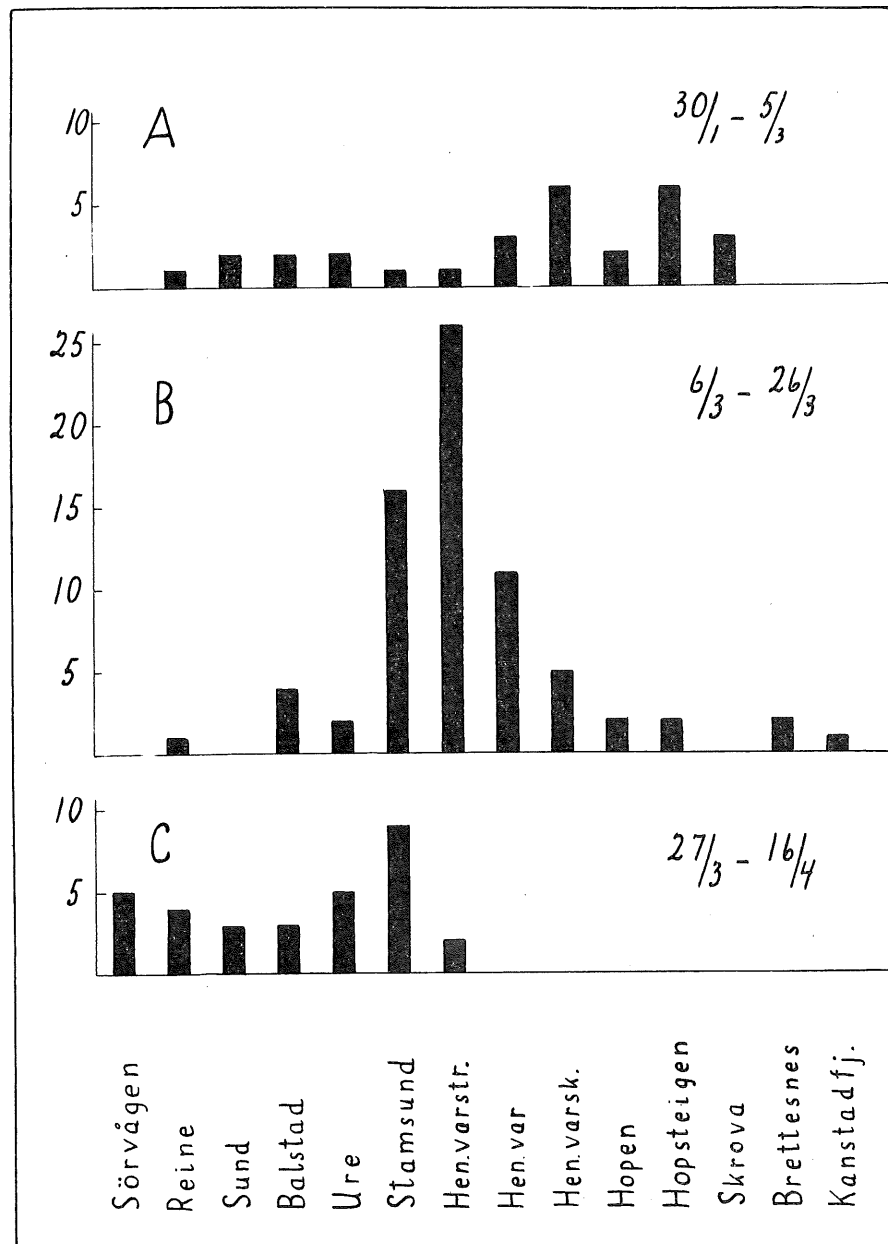 A
30/1 - 5/3
10
5
B
6/3 - 26/3
25
20
15
10
5
C
27/3 - 16/4
10
5
Sörvågen
Reine
Sund
Balstad
Ure
Stamsund
Hen.varstr.
Hen.var
Hen.varsk.
Hopen
Hopsteigen
Skrova
Brettesnes
Kanstadfj.